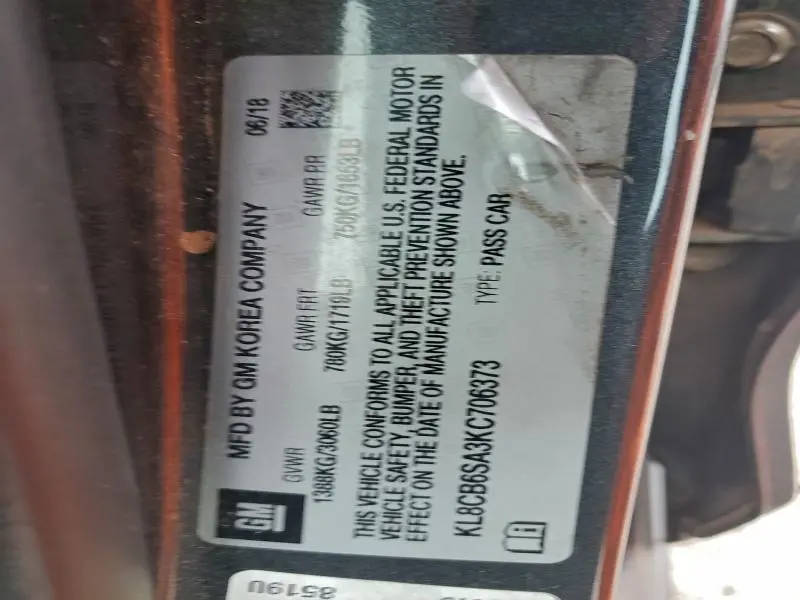 MFD BY GM KOREA COMPANY 06/18
GVWR GAWR FRT GAWR RR
1388KG/3060LB 780KG/1719LB 750KG/1653LB
THIS VEHICLE CONFORMS TO ALL APPLICABLE U.S. FEDERAL MOTOR
VEHICLE SAFETY, BUMPER, AND THEFT PREVENTION STANDARDS IN
EFFECT ON THE DATE OF MANUFACTURE SHOWN ABOVE.
KL8CB6SA3KC706373 TYPE: PASS CAR
GM
8519U